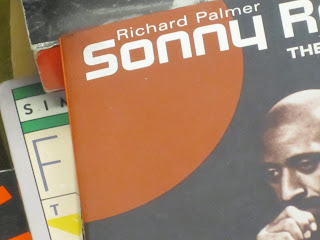 Richard Palmer
Sonny R
THE
SIN
F
T